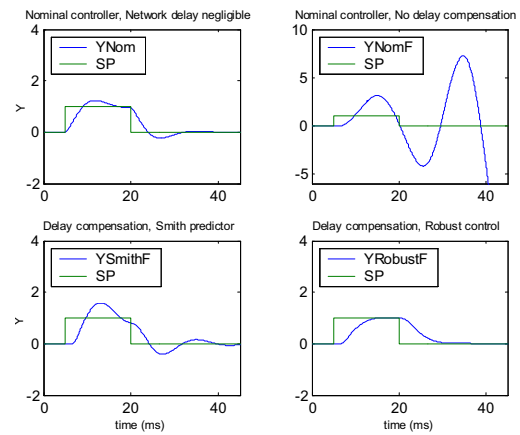 Nominal controller, Network delay negligible
4
2
0
-2
0
20
40
Y
YNom
SP
Nominal controller, No delay compensation
10
5
0
-5
0
20
40
YNomF
SP
Delay compensation, Smith predictor
4
2
0
-2
0
20
40
Y
time (ms)
YSmithF
SP
Delay compensation, Robust control
4
2
0
-2
0
20
40
time (ms)
YRobustF
SP